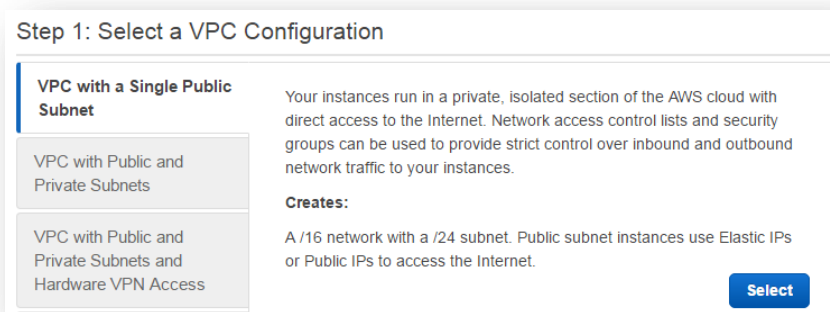 Step 1: Select a VPC Configuration
VPC with a Single Public
Subnet
VPC with Public and
Private Subnets
VPC with Public and
Private Subnets and
Hardware VPN Access
Your instances run in a private, isolated section of the AWS cloud with
direct access to the Internet. Network access control lists and security
groups can be used to provide strict control over inbound and outbound
network traffic to your instances.
Creates:
A /16 network with a /24 subnet. Public subnet instances use Elastic IPs
or Public IPs to access the Internet.
Select